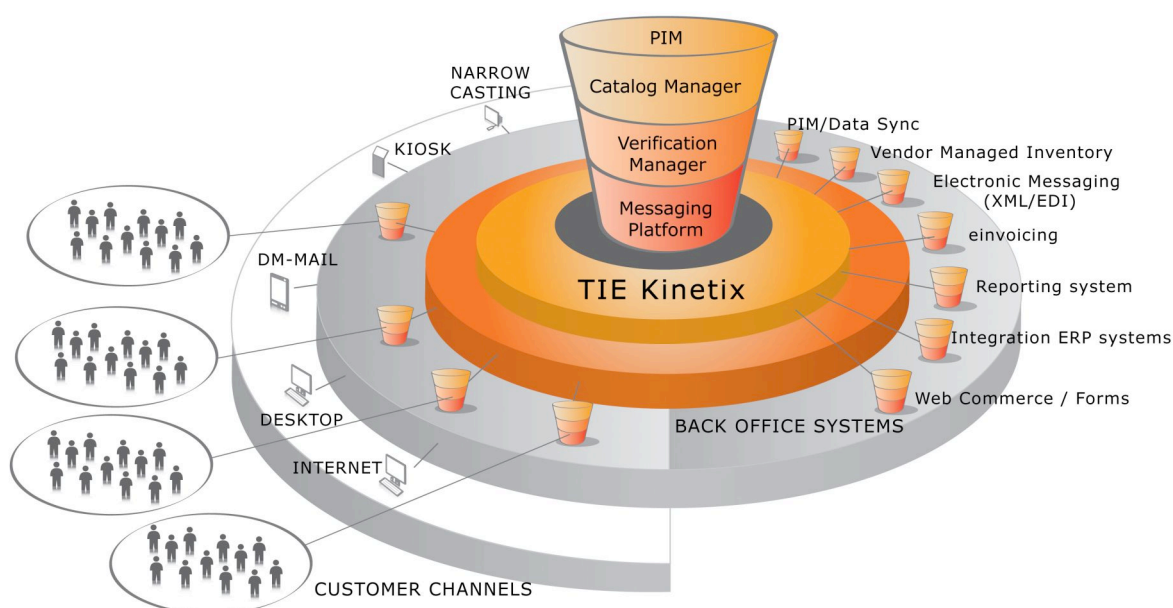 PIM
Catalog Manager
Verification
Manager
Messaging
Platform
TIE Kinetix
NARROW
CASTING
KIOSK
DM-MAIL
DESKTOP
INTERNET
CUSTOMER CHANNELS
PIM/Data Sync
Vendor Managed Inventory
Electronic Messaging
(XML/EDI)
einvoicing
Reporting system
Integration ERP systems
Web Commerce / Forms
BACK OFFICE SYSTEMS